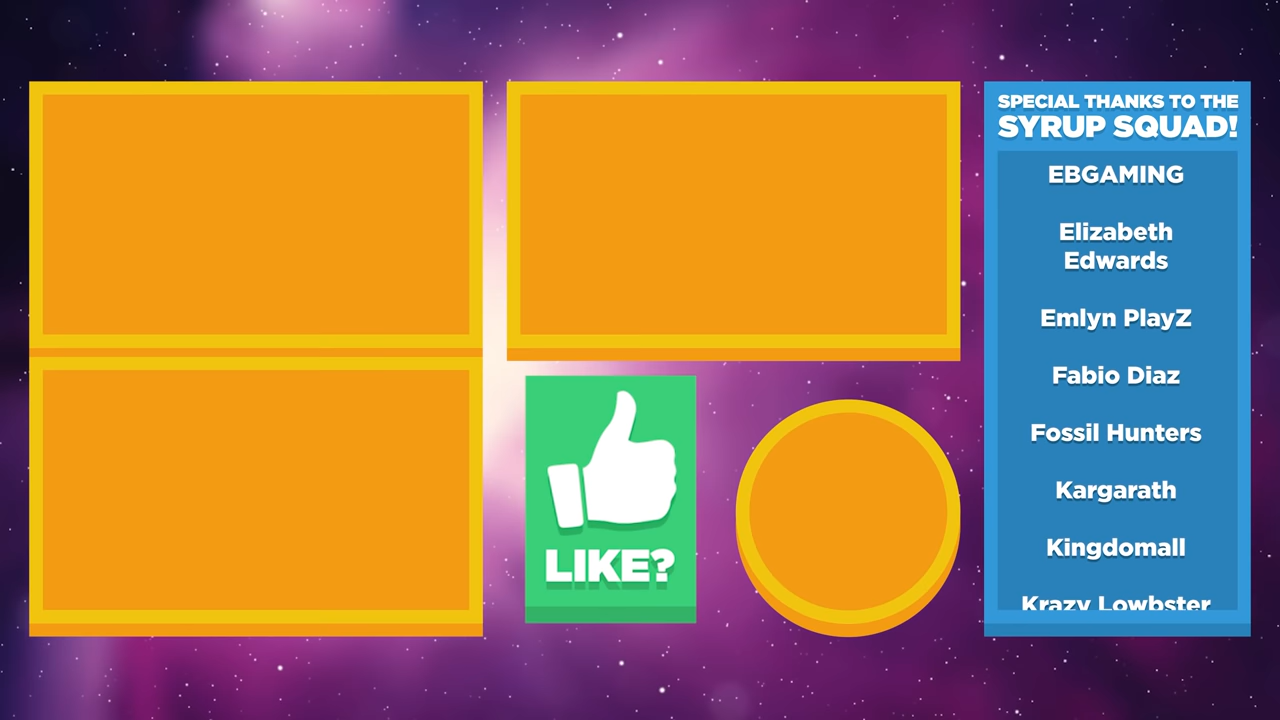 SPECIAL THANKS TO THE
SYRUP SQUAD!
EBGAMING
Elizabeth
Edwards
Emlyn PlayZ
Fabio Diaz
Fossil Hunters
Kargarath
Kingdomall
Krazy Lowbster
LIKE?